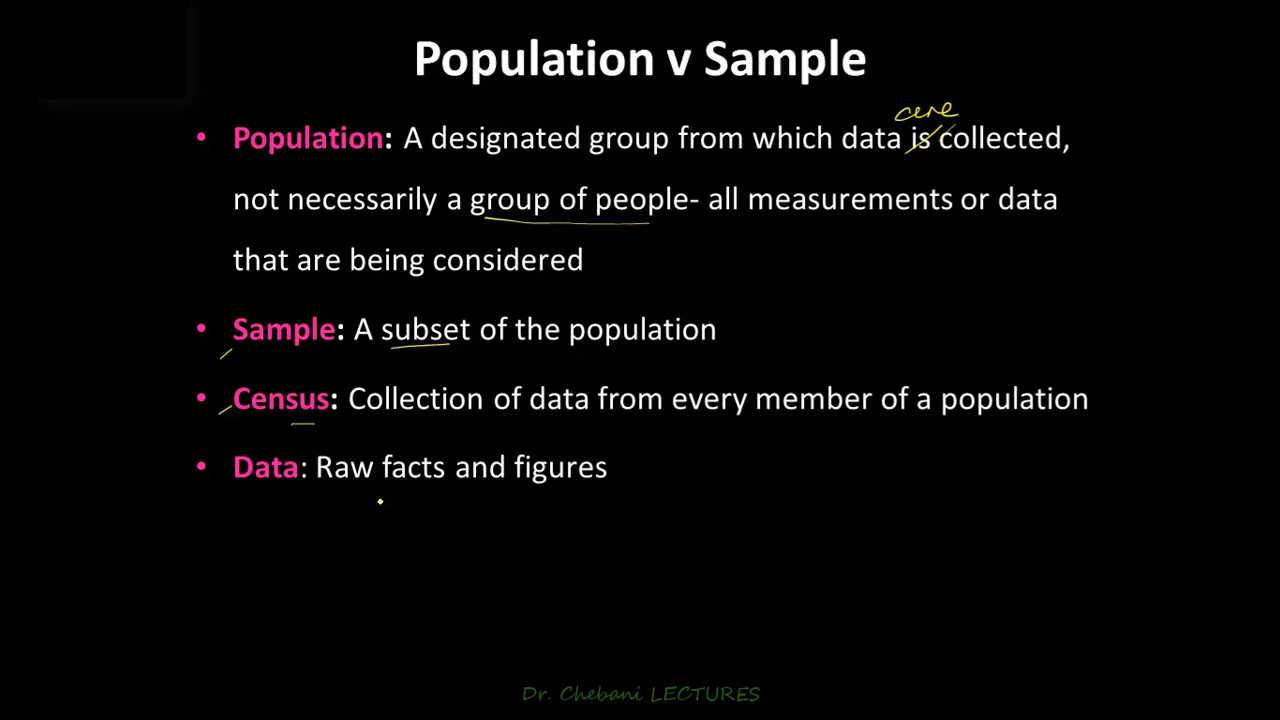 Population v Sample
are
• Population: A designated group from which data is collected,
not necessarily a group of people- all measurements or data
that are being considered
• Sample: A subset of the population
• Census: Collection of data from every member of a population
• Data: Raw facts and figures
Dr. Chebani LECTURES